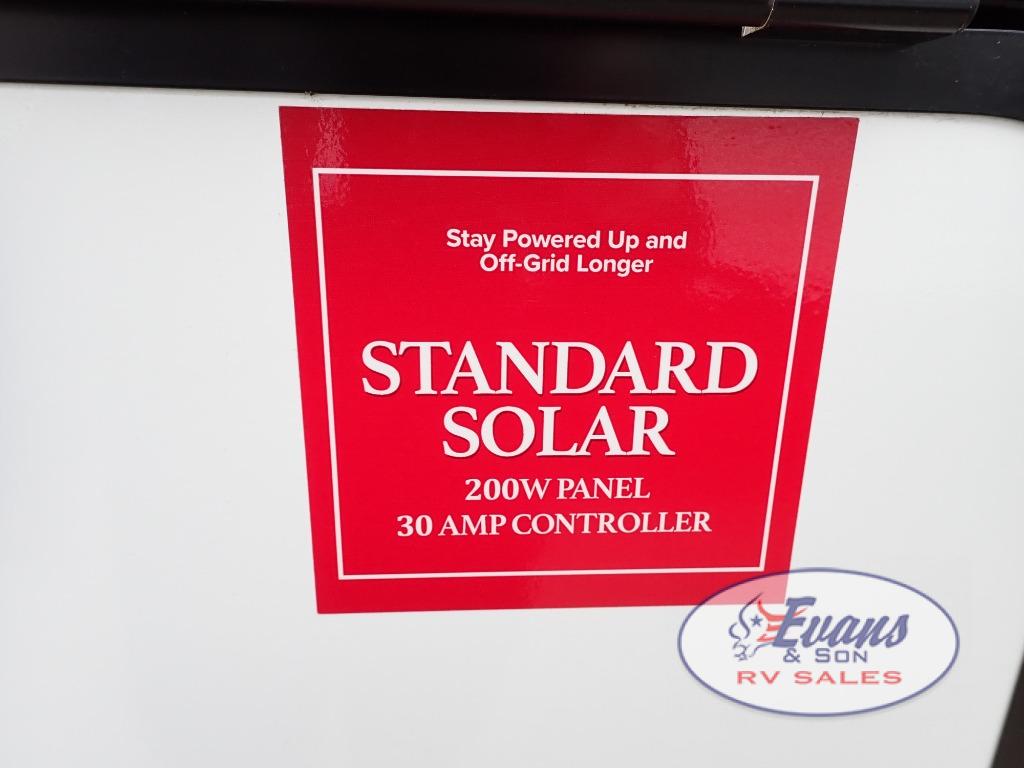 Stay Powered Up and
Off-Grid Longer
STANDARD
SOLAR
200W PANEL
30 AMP CONTROLLER
Evans
& SON
RV SALES